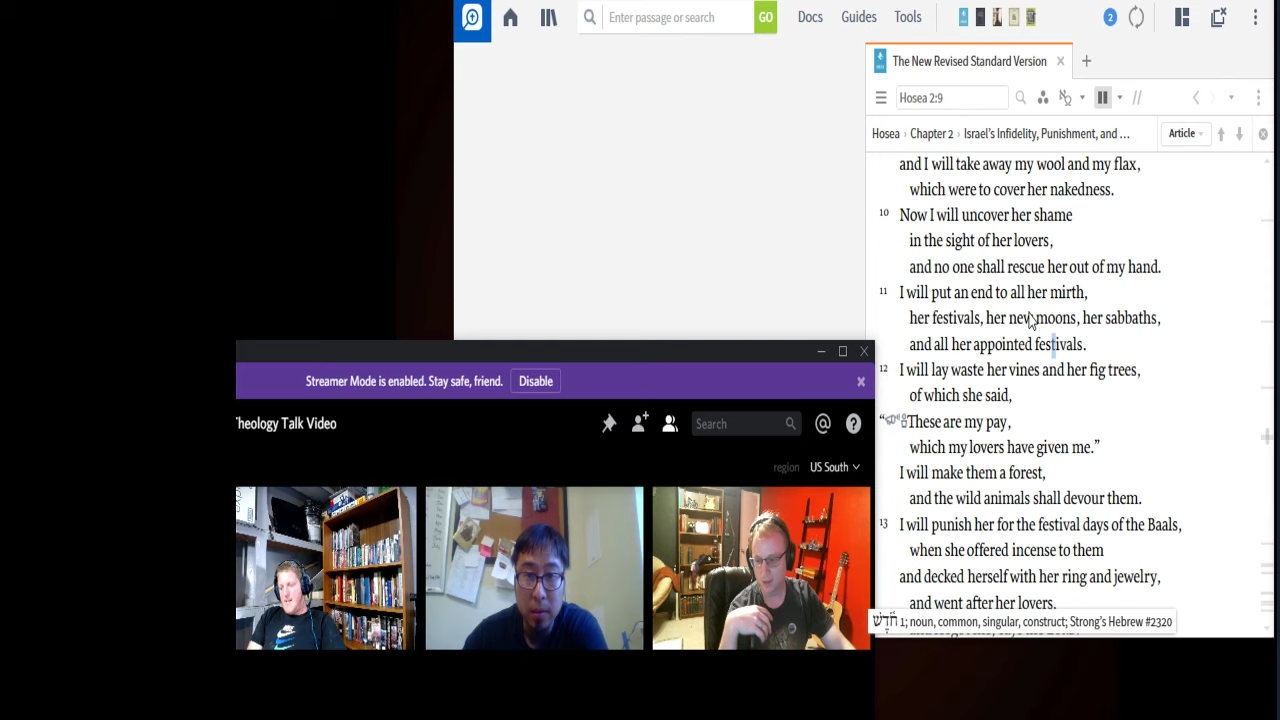 Enter passage or search
GO
Docs
Guides
Tools
2
The New Revised Standard Version
Hosea 2:9
Hosea › Chapter 2 › Israel's Infidelity, Punishment, and ...
Article
and I will take away my wool and my flax,
which were to cover her nakedness.
10 Now I will uncover her shame
in the sight of her lovers,
and no one shall rescue her out of my hand.
11 I will put an end to all her mirth,
her festivals, her new moons, her sabbaths,
and all her appointed festivals.
12 I will lay waste her vines and her fig trees,
of which she said,
“These are my pay,
which my lovers have given me.”
I will make them a forest,
and the wild animals shall devour them.
13 I will punish her for the festival days of the Baals,
when she offered incense to them
and decked herself with her ring and jewelry,
and went after her lovers,
1; noun, common, singular, construct; Strong's Hebrew #2320
Streamer Mode is enabled. Stay safe, friend.
Disable
Theology Talk Video
Search
region
US South